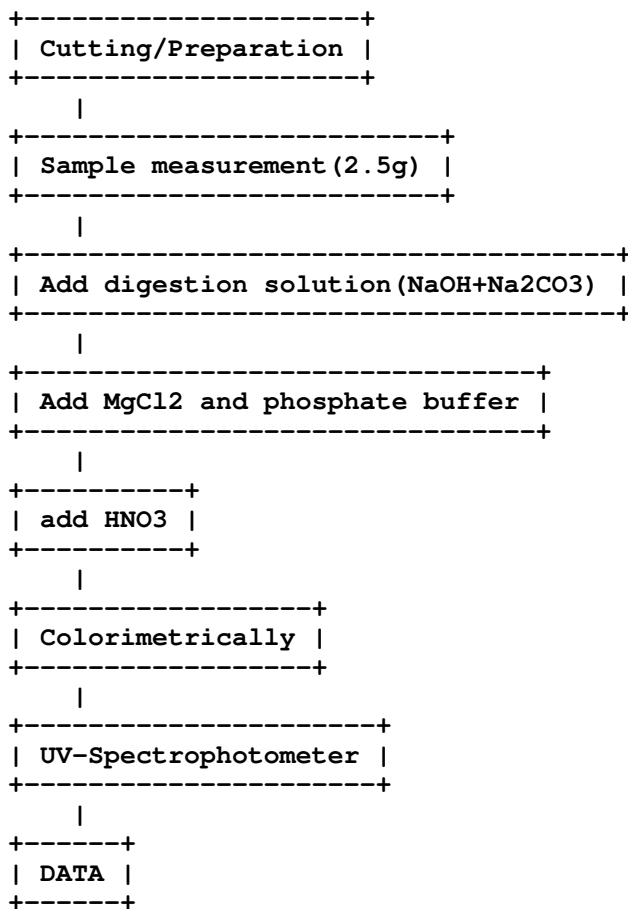 Cutting/Preparation
Sample measurement(2.5g)
Add digestion solution(NaOH+Na2CO3)
Add MgCl2 and phosphate buffer
add HNO3
Colorimetrically
UV-Spectrophotometer
DATA